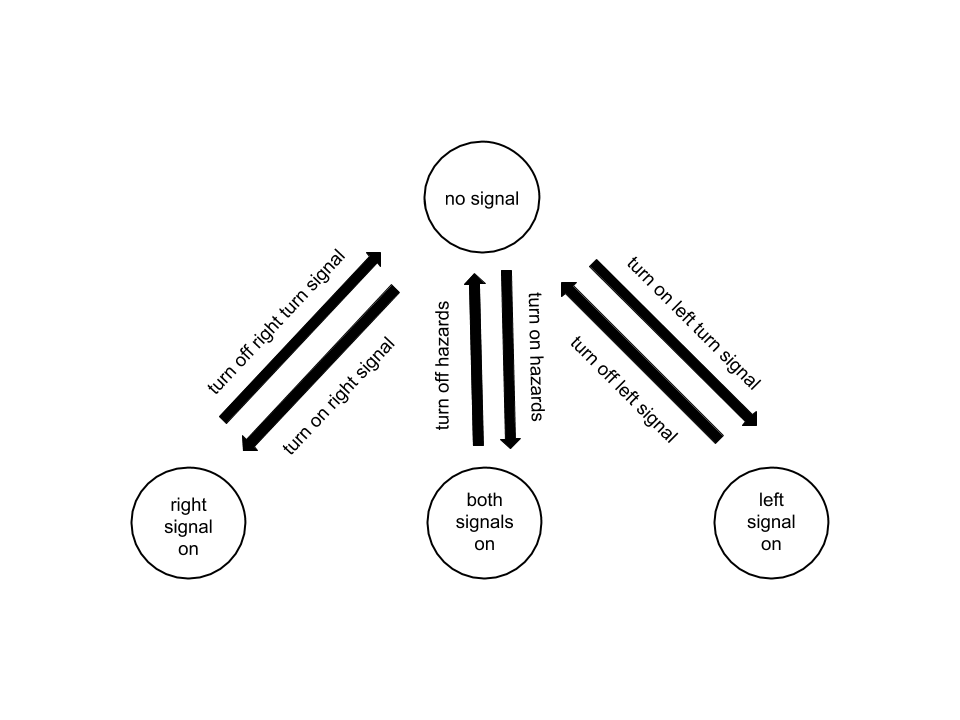 no signal
turn off right turn signal
turn on right signal
turn off hazards
turn on hazards
turn on left turn signal
turn off left signal
right
signal
on
both
signals
on
left
signal
on